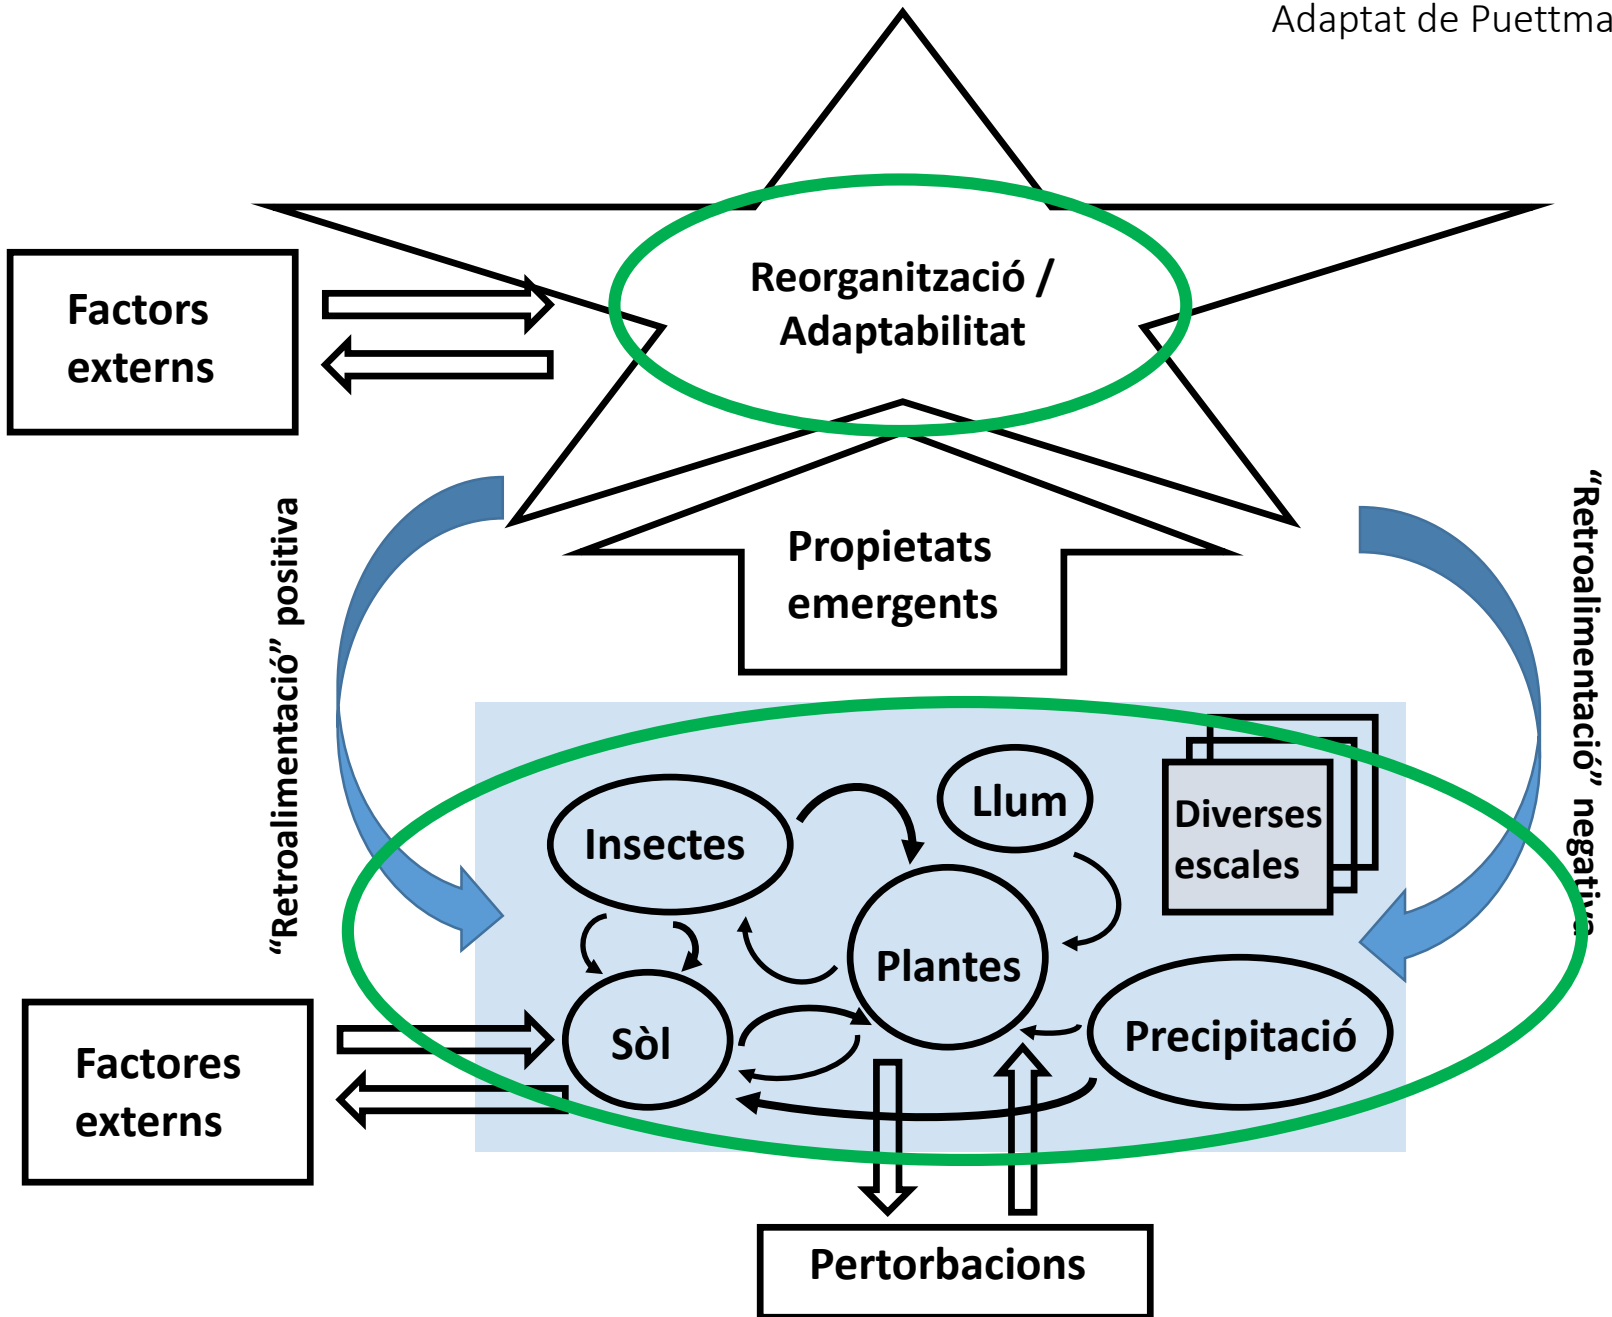 Adaptat de Puettma
Reorganització /
Adaptabilitat
Factors
externs
“Retroalimentació” positiva
“Retroalimentació” negativa
Propietats
emergents
Llum
Insectes
Diverses
escales
Plantes
Sòl
Precipitació
Factores
externs
Pertorbacions